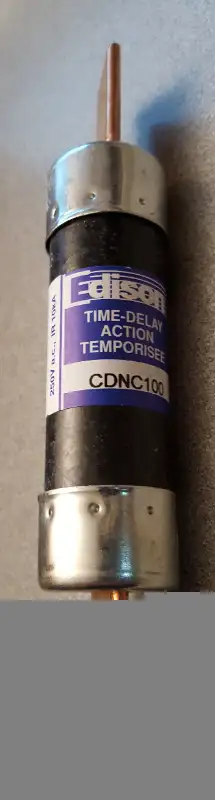 Edison
TIME-DELAY
ACTION
TEMPORISEE
CDNC100
250V a.c., IR 10kA